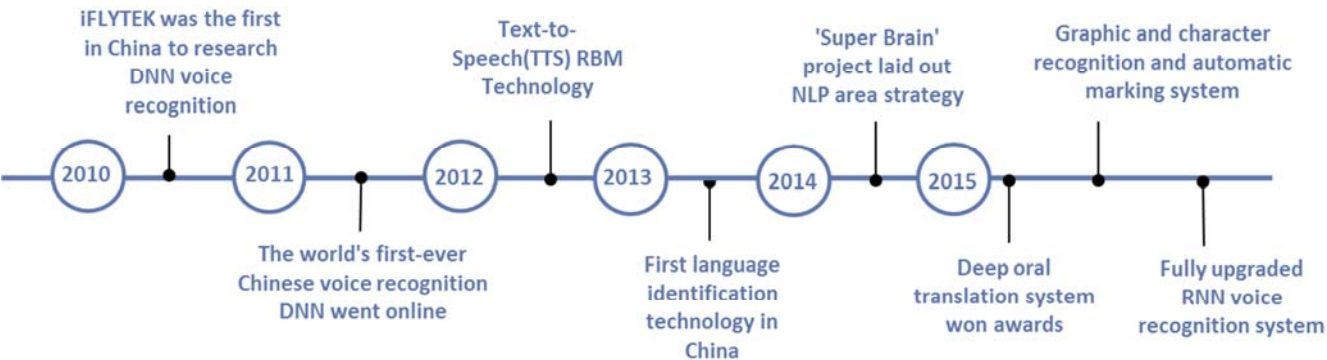 iFLYTEK was the first
in China to research
DNN voice
recognition
Text-to-
Speech(TTS) RBM
Technology
'Super Brain'
project laid out
NLP area strategy
Graphic and character
recognition and automatic
marking system
2010
2011
2012
2013
2014
2015
The world's first-ever
Chinese voice recognition
DNN went online
First language
identification
technology in
China
Deep oral
translation system
won awards
Fully upgraded
RNN voice
recognition system